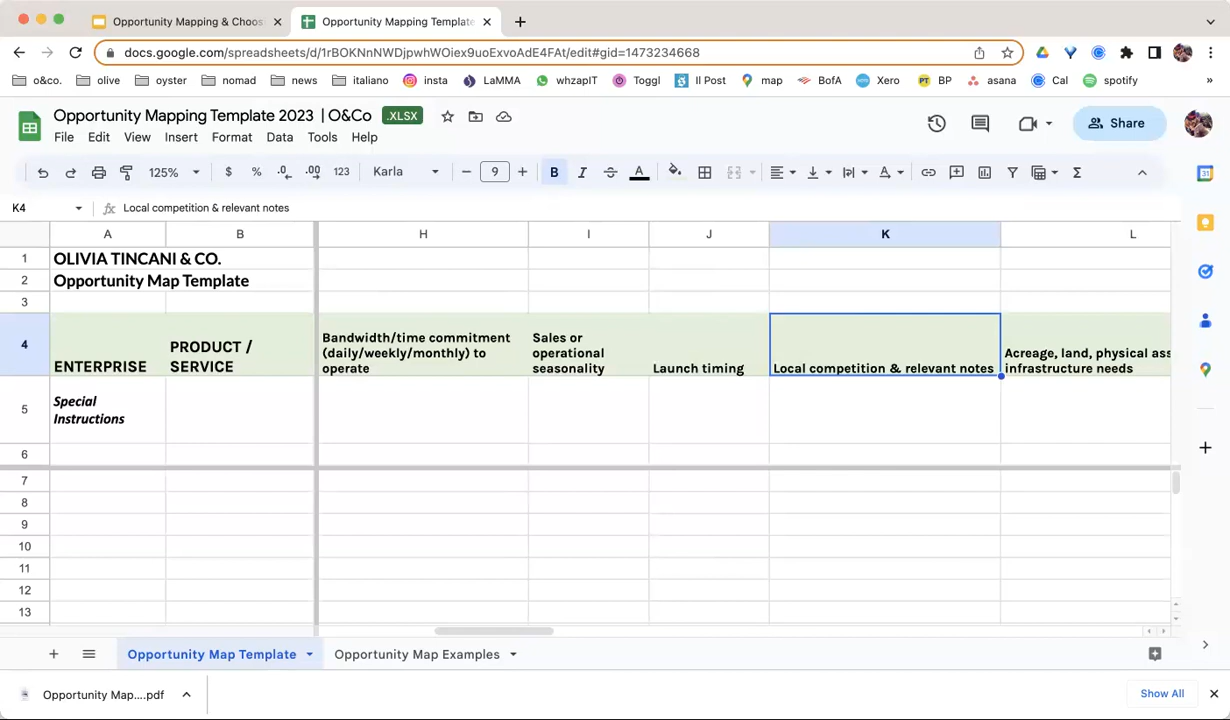 Opportunity Mapping & Choos
Opportunity Mapping Template
docs.google.com/spreadsheets/d/1rBOKNnNWDjpwhWOiex9uoExvoAdE4FAt/edit#gid=1473234668
o&co. olive oyster nomad news italiano insta LaMMA whzapIT Toggl Il Post map BofA Xero BP asana Cal spotify »
Opportunity Mapping Template 2023 | O&Co .XLSX
File Edit View Insert Format Data Tools Help
Share
125% $ % .0 .00 123 Karla 9 B I A
K4 fx Local competition & relevant notes
A B H I J K L
1 OLIVIA TINCANI & CO.
2 Opportunity Map Template
3
4 ENTERPRISE
PRODUCT /
SERVICE
Bandwidth/time commitment
(daily/weekly/monthly) to
operate
Sales or
operational
seasonality
Launch timing
Local competition & relevant notes
Acreage, land, physical ass
infrastructure needs
5 Special
Instructions
6
7
8
9
10
11
12
13
Opportunity Map Template
Opportunity Map Examples
Opportunity Map....pdf
Show All